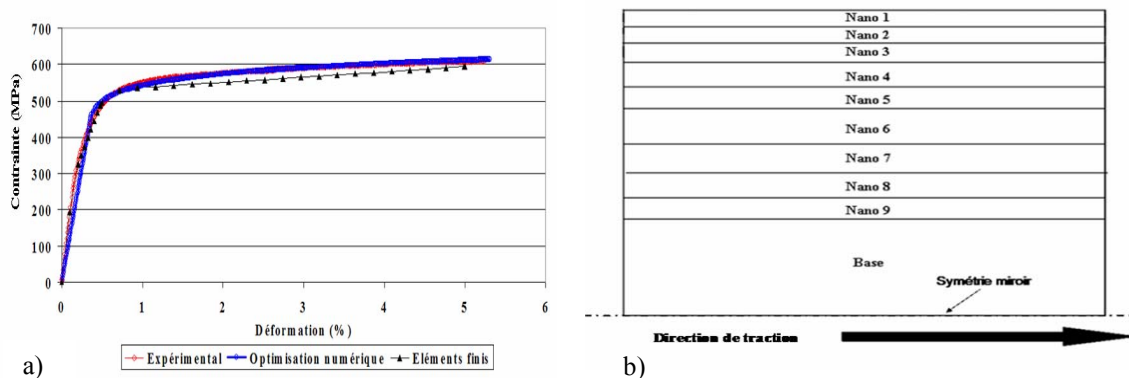 700
600
500
400
300
200
100
0
Contrainte (MPa)
0 1 2 3 4 5 6
Déformation (%)
Expérimental Optimisation numérique Eléments finis
a)
Nano 1
Nano 2
Nano 3
Nano 4
Nano 5
Nano 6
Nano 7
Nano 8
Nano 9
Base
Symétrie miroir
Direction de traction
b)